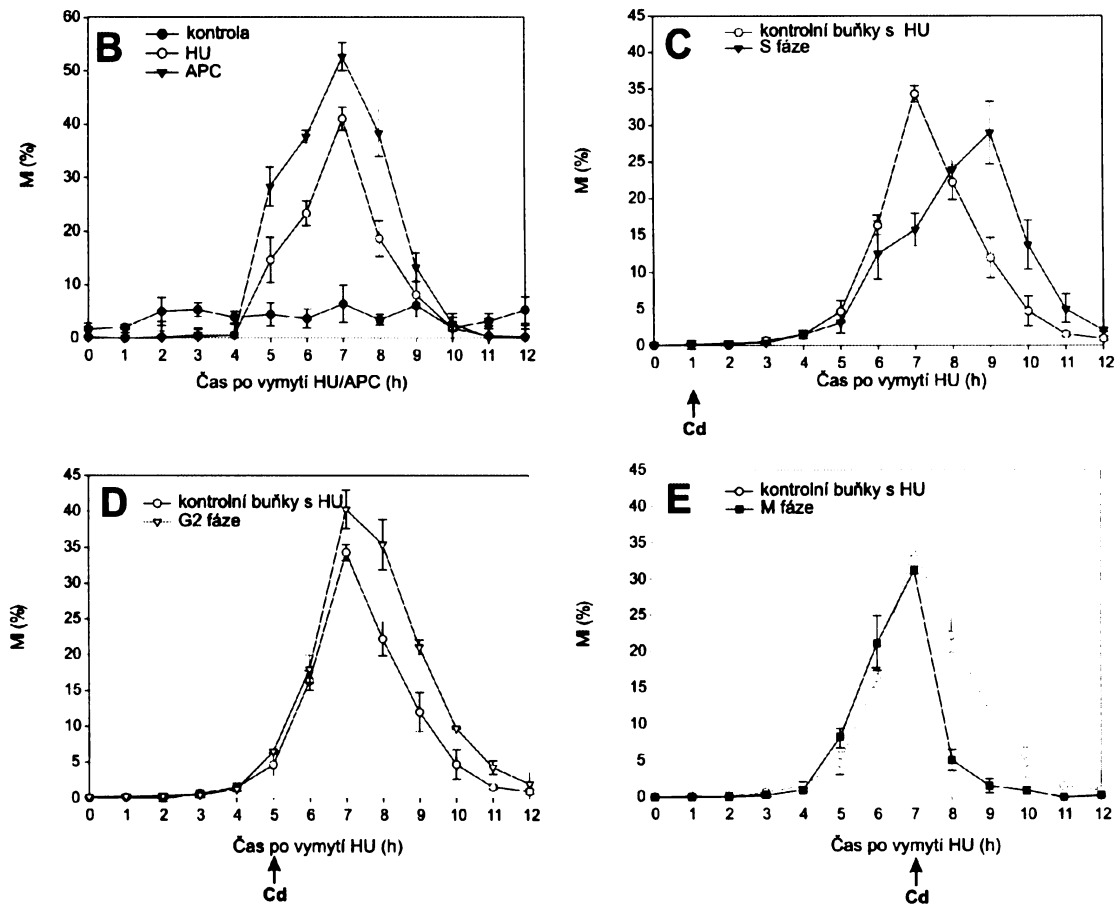 B
kontrola
HU
APC
MI (%)
60
50
40
30
20
10
0
0 1 2 3 4 5 6 7 8 9 10 11 12
Čas po vymytí HU/APC (h)
C
kontrolní buňky s HU
S fáze
MI (%)
45
40
35
30
25
20
15
10
5
0
0 1 2 3 4 5 6 7 8 9 10 11 12
Čas po vymytí HU (h)
Cd
D
kontrolní buňky s HU
G2 fáze
MI (%)
45
40
35
30
25
20
15
10
5
0
0 1 2 3 4 5 6 7 8 9 10 11 12
Čas po vymytí HU (h)
Cd
E
kontrolní buňky s HU
M fáze
MI (%)
45
40
35
30
25
20
15
10
5
0
0 1 2 3 4 5 6 7 8 9 10 11 12
Čas po vymytí HU (h)
Cd